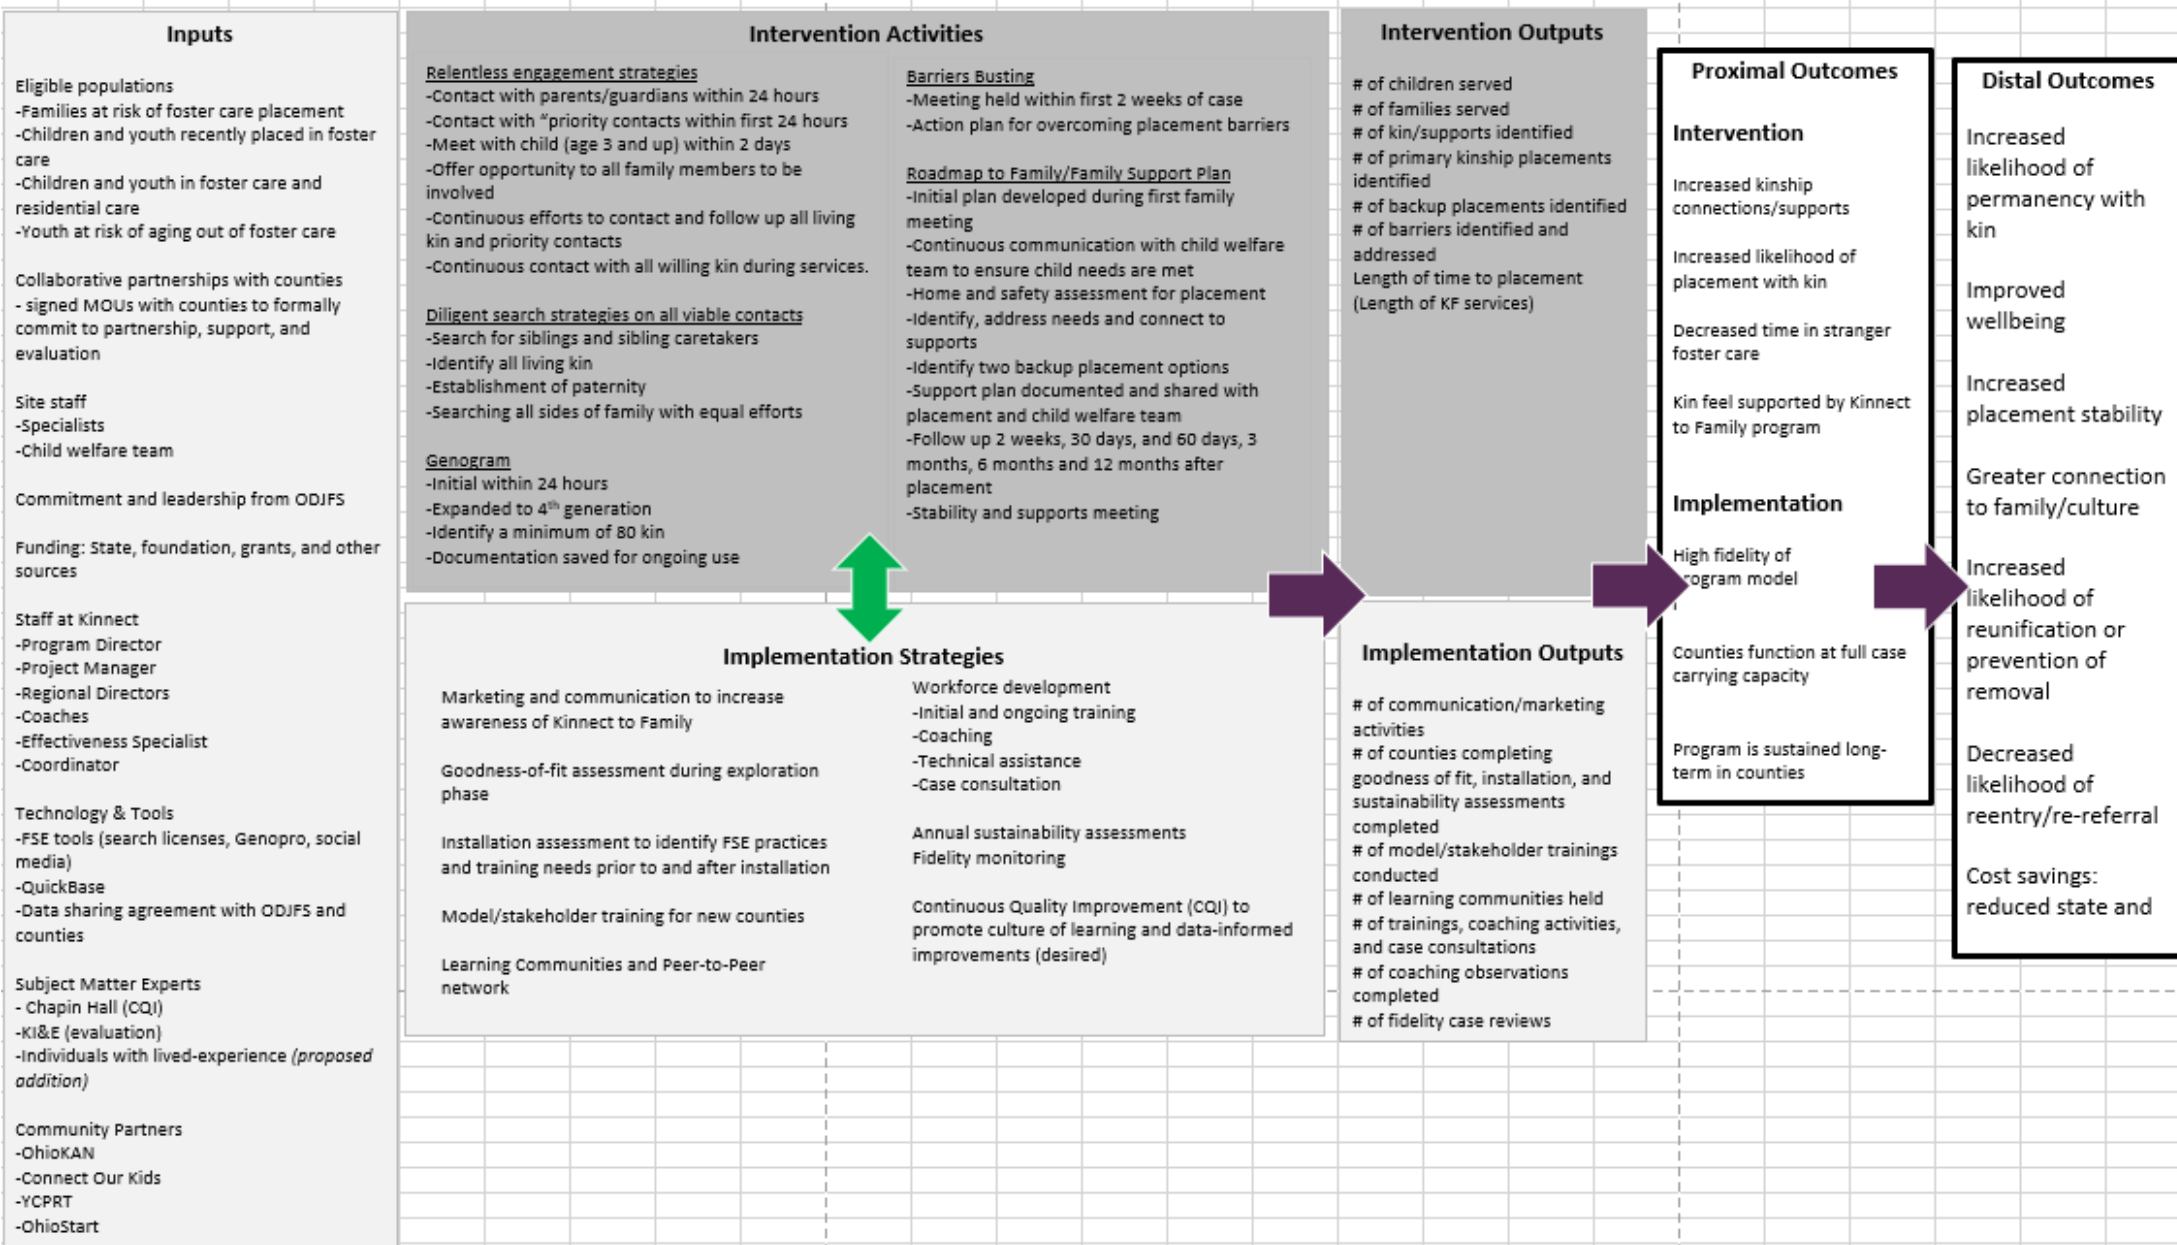 Inputs
Eligible populations
-Families at risk of foster care placement
-Children and youth recently placed in foster
care
-Children and youth in foster care and
residential care
-Youth at risk of aging out of foster care
Collaborative partnerships with counties
- signed MOUs with counties to formally
commit to partnership, support, and
evaluation
Site staff
-Specialists
-Child welfare team
Commitment and leadership from ODJFS
Funding: State, foundation, grants, and other
sources
Staff at Kinnect
-Program Director
-Project Manager
-Regional Directors
-Coaches
-Effectiveness Specialist
-Coordinator
Technology & Tools
-FSE tools (search licenses, Genopro, social
media)
-QuickBase
-Data sharing agreement with ODJFS and
counties
Subject Matter Experts
- Chapin Hall (CQI)
-KI&E (evaluation)
-Individuals with lived-experience (proposed
addition)
Community Partners
-OhioKAN
-Connect Our Kids
-YCPRT
-OhioStart
Intervention Activities
Relentless engagement strategies
-Contact with parents/guardians within 24 hours
-Contact with “priority contacts within first 24 hours
-Meet with child (age 3 and up) within 2 days
-Offer opportunity to all family members to be
involved
-Continuous efforts to contact and follow up all living
kin and priority contacts
-Continuous contact with all willing kin during services.
Diligent search strategies on all viable contacts
-Search for siblings and sibling caretakers
-Identify all living kin
-Establishment of paternity
-Searching all sides of family with equal efforts
Genogram
-Initial within 24 hours
-Expanded to 4th generation
-Identify a minimum of 80 kin
-Documentation saved for ongoing use
Barriers Busting
-Meeting held within first 2 weeks of case
-Action plan for overcoming placement barriers
Roadmap to Family/Family Support Plan
-Initial plan developed during first family
meeting
-Continuous communication with child welfare
team to ensure child needs are met
-Home and safety assessment for placement
-Identify, address needs and connect to
supports
-Identify two backup placement options
-Support plan documented and shared with
placement and child welfare team
-Follow up 2 weeks, 30 days, and 60 days, 3
months, 6 months and 12 months after
placement
-Stability and supports meeting
Implementation Strategies
Marketing and communication to increase
awareness of Kinnect to Family
Goodness-of-fit assessment during exploration
phase
Installation assessment to identify FSE practices
and training needs prior to and after installation
Model/stakeholder training for new counties
Learning Communities and Peer-to-Peer
network
Workforce development
-Initial and ongoing training
-Coaching
-Technical assistance
-Case consultation
Annual sustainability assessments
Fidelity monitoring
Continuous Quality Improvement (CQI) to
promote culture of learning and data-informed
improvements (desired)
Intervention Outputs
# of children served
# of families served
# of kin/supports identified
# of primary kinship placements
identified
# of backup placements identified
# of barriers identified and
addressed
Length of time to placement
(Length of KF services)
Implementation Outputs
# of communication/marketing
activities
# of counties completing
goodness of fit, installation, and
sustainability assessments
completed
# of model/stakeholder trainings
conducted
# of learning communities held
# of trainings, coaching activities,
and case consultations
# of coaching observations
completed
# of fidelity case reviews
Proximal Outcomes
Intervention
Increased kinship
connections/supports
Increased likelihood of
placement with kin
Decreased time in stranger
foster care
Kin feel supported by Kinnect
to Family program
Implementation
High fidelity of
program model
Counties function at full case
carrying capacity
Program is sustained long-
term in counties
Distal Outcomes
Increased
likelihood of
permanency with
kin
Improved
wellbeing
Increased
placement stability
Greater connection
to family/culture
Increased
likelihood of
reunification or
prevention of
removal
Decreased
likelihood of
reentry/re-referral
Cost savings:
reduced state and